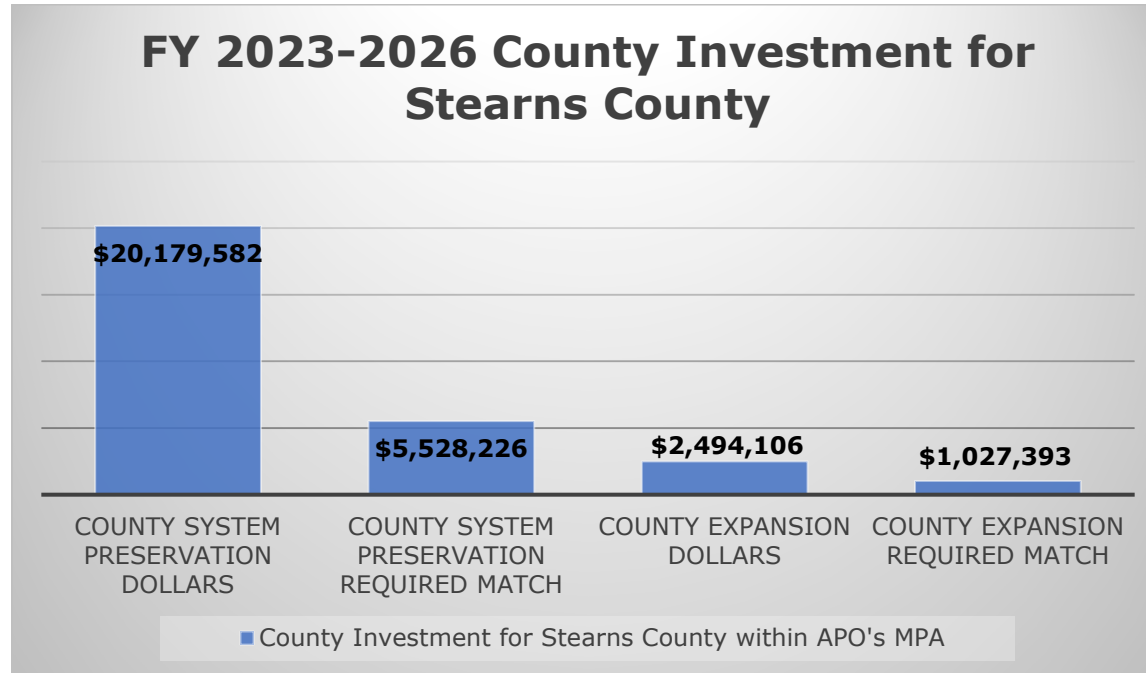 FY 2023-2026 County Investment for
Stearns County
$20,179,582
$5,528,226
$2,494,106
$1,027,393
COUNTY SYSTEM
PRESERVATION
DOLLARS
COUNTY SYSTEM
PRESERVATION
REQUIRED MATCH
COUNTY EXPANSION
DOLLARS
COUNTY EXPANSION
REQUIRED MATCH
County Investment for Stearns County within APO's MPA